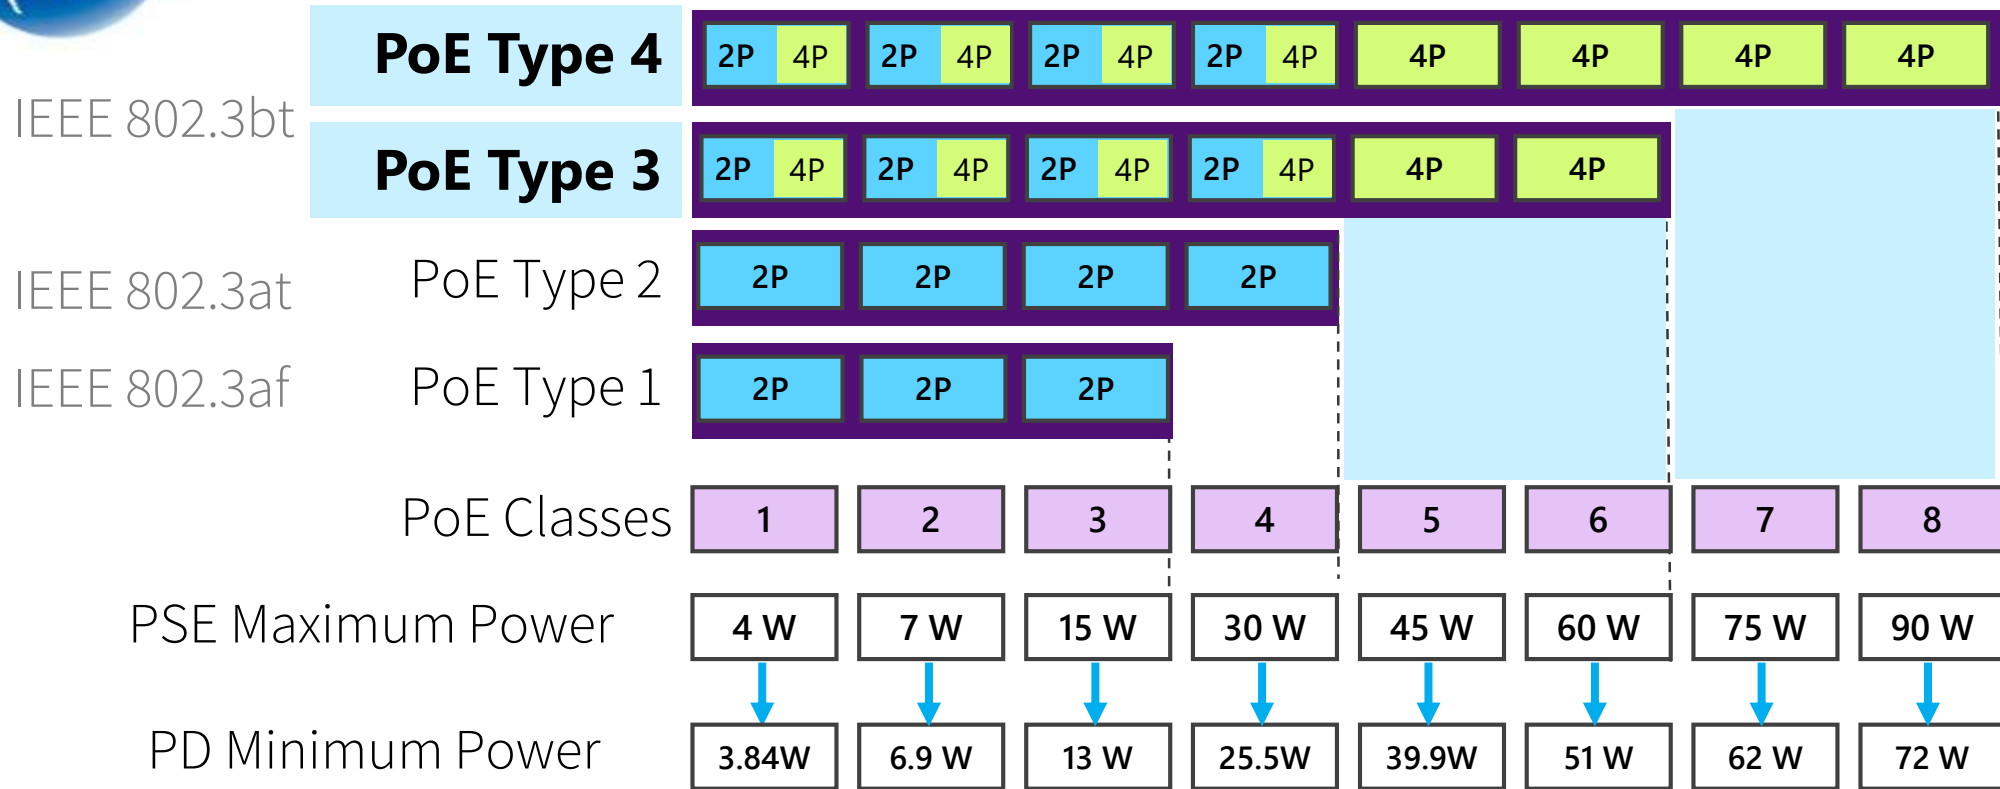 PoE Type 4 2P 4P 2P 4P 2P 4P 2P 4P 4P 4P 4P 4P
IEEE 802.3bt
PoE Type 3 2P 4P 2P 4P 2P 4P 2P 4P 4P 4P
IEEE 802.3at PoE Type 2 2P 2P 2P 2P
IEEE 802.3af PoE Type 1 2P 2P 2P
PoE Classes 1 2 3 4 5 6 7 8
PSE Maximum Power 4 W 7 W 15 W 30 W 45 W 60 W 75 W 90 W
PD Minimum Power 3.84W 6.9 W 13 W 25.5W 39.9W 51 W 62 W 72 W